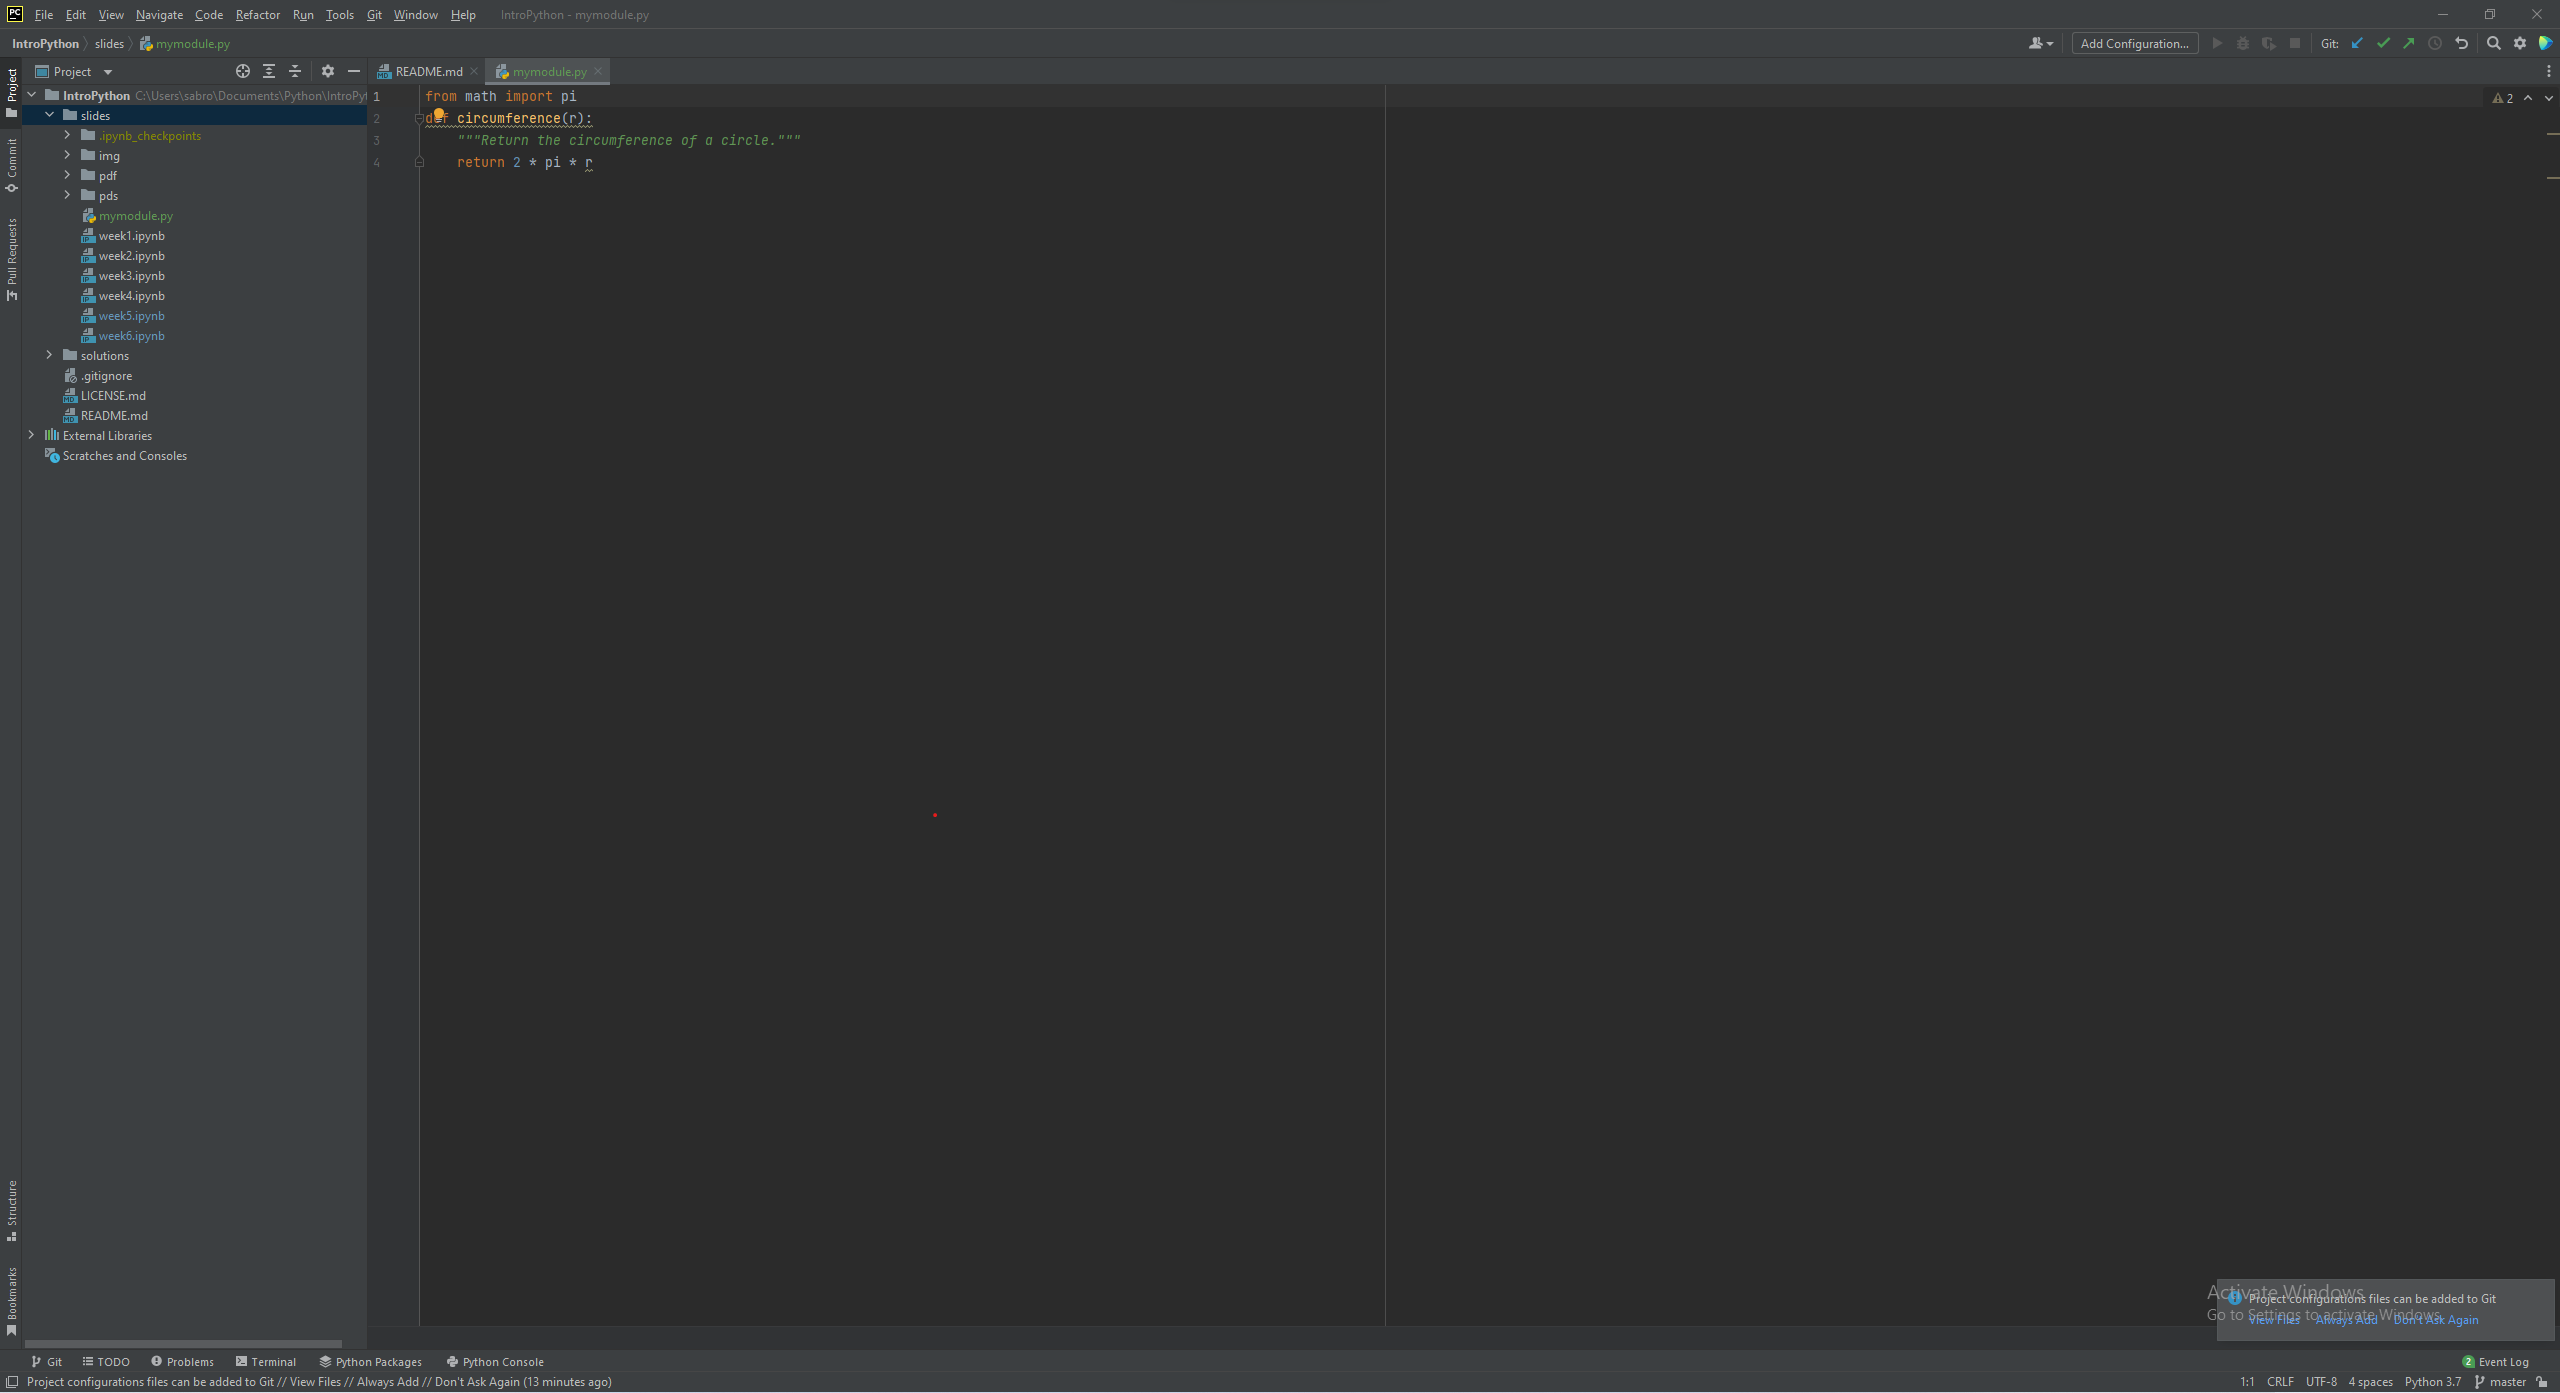 PC File Edit View Navigate Code Refactor Run Tools Git Window Help IntroPython - mymodule.py
IntroPython slides mymodule.py Add Configuration... Git:
Project README.md mymodule.py
Project
Commit
Pull Requests
Structure
Bookmarks
IntroPython C:\Users\sabro\Documents\Python\IntroPy
slides
.ipynb_checkpoints
img
pdf
pds
mymodule.py
week1.ipynb
week2.ipynb
week3.ipynb
week4.ipynb
week5.ipynb
week6.ipynb
solutions
.gitignore
LICENSE.md
README.md
External Libraries
Scratches and Consoles
1 from math import pi 2
2 def circumference(r):
3 """Return the circumference of a circle."""
4 return 2 * pi * r
Activate Windows
Go to Settings to activate Windows.
Project configurations files can be added to Git
View Files Always Add Don't Ask Again
Git TODO Problems Terminal Python Packages Python Console 2 Event Log
Project configurations files can be added to Git // View Files // Always Add // Don't Ask Again (13 minutes ago) 1:1 CRLF UTF-8 4 spaces Python 3.7 master